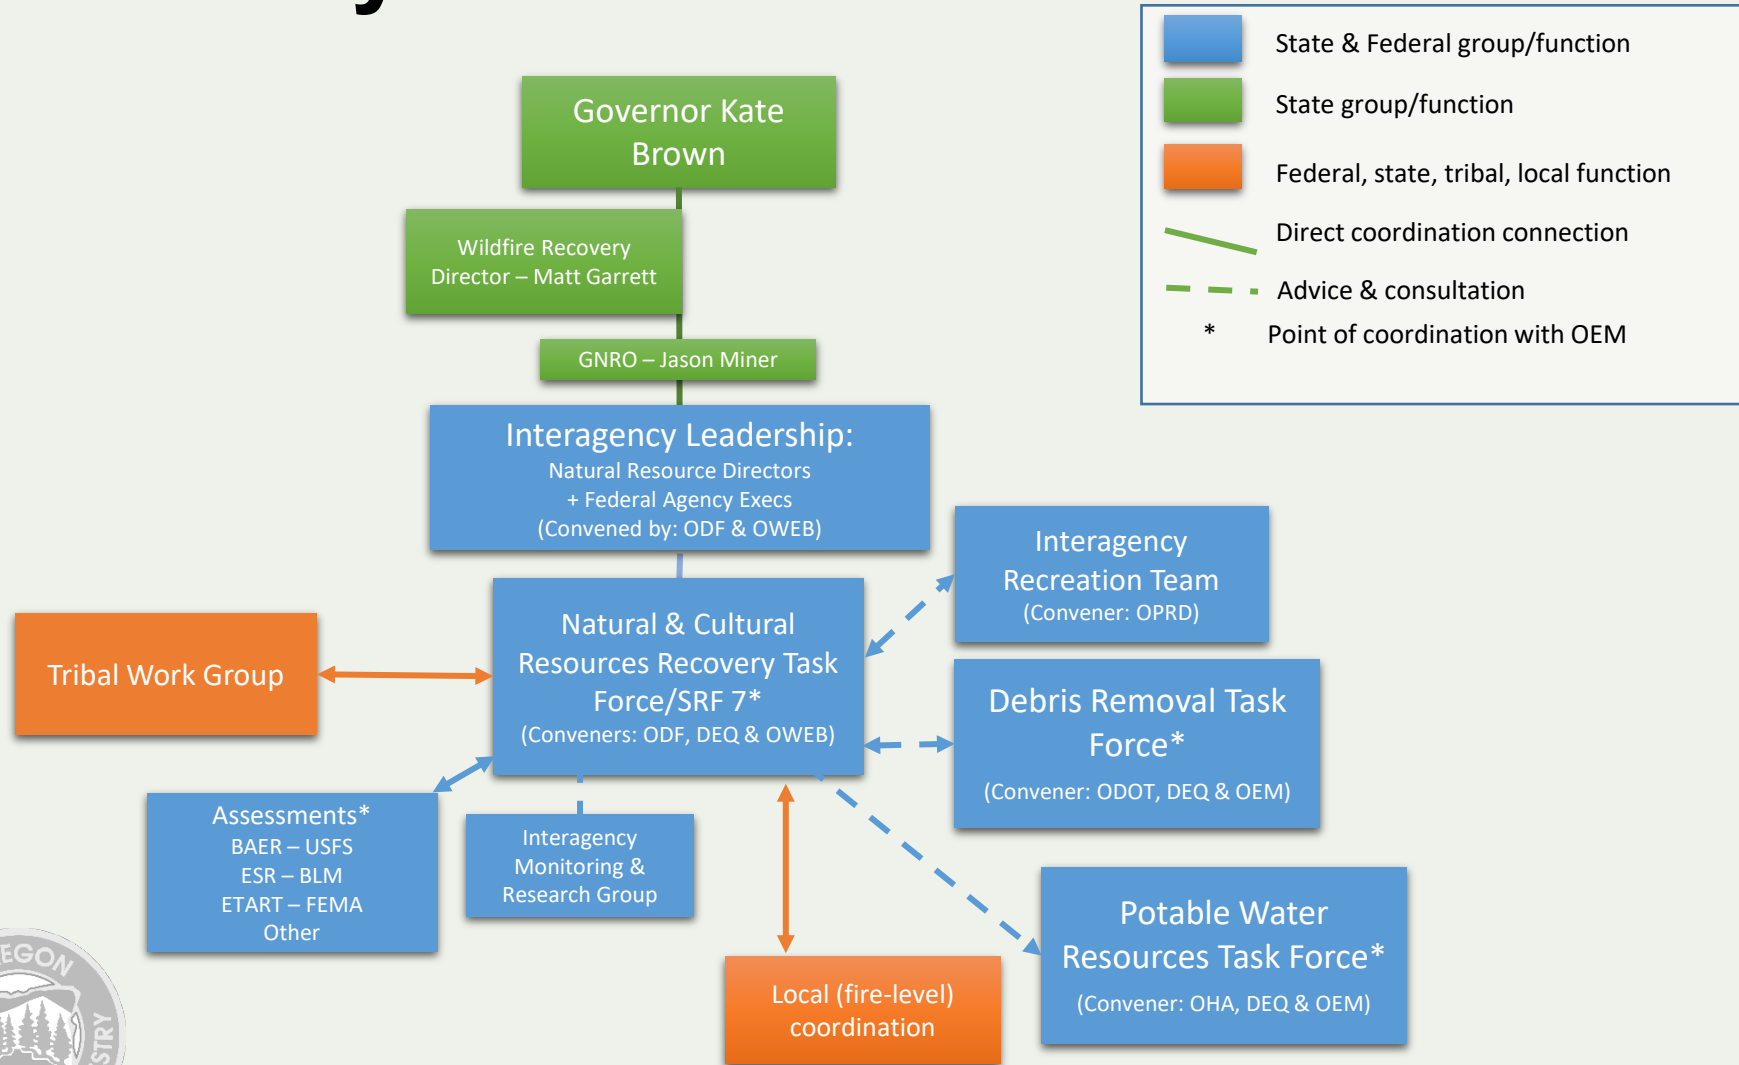 State & Federal group/function
State group/function
Federal, state, tribal, local function
Direct coordination connection
Advice & consultation
* Point of coordination with OEM
Governor Kate
Brown
Wildfire Recovery
Director – Matt Garrett
GNRO – Jason Miner
Interagency Leadership:
Natural Resource Directors
+ Federal Agency Execs
(Convened by: ODF & OWEB)
Interagency
Recreation Team
(Convener: OPRD)
Natural & Cultural
Resources Recovery Task
Force/SRF 7*
(Conveners: ODF, DEQ & OWEB)
Tribal Work Group
Debris Removal Task
Force*
(Convener: ODOT, DEQ & OEM)
Assessments*
BAER – USFS
ESR – BLM
ETART – FEMA
Other
Interagency
Monitoring &
Research Group
Potable Water
Resources Task Force*
(Convener: OHA, DEQ & OEM)
Local (fire-level)
coordination
EGON
STRY